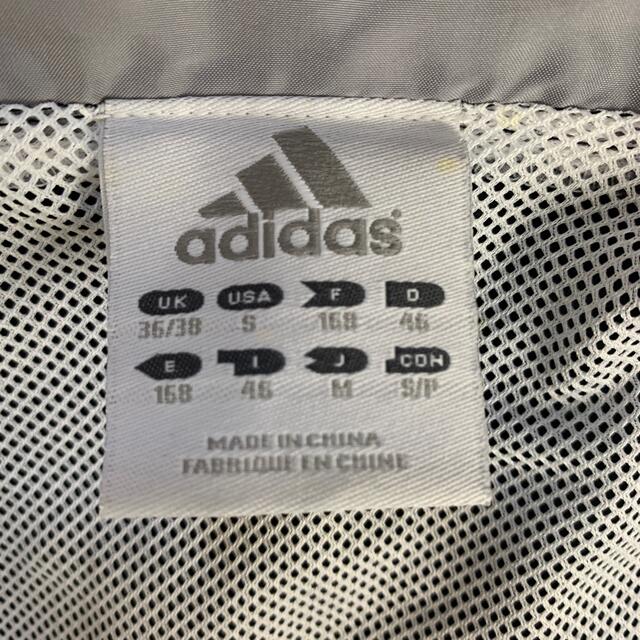 adidas®
UK USA F D
36/38 S 168 46
E I J CDN
168 46 M S/P
MADE IN CHINA
FABRIQUE EN CHINE